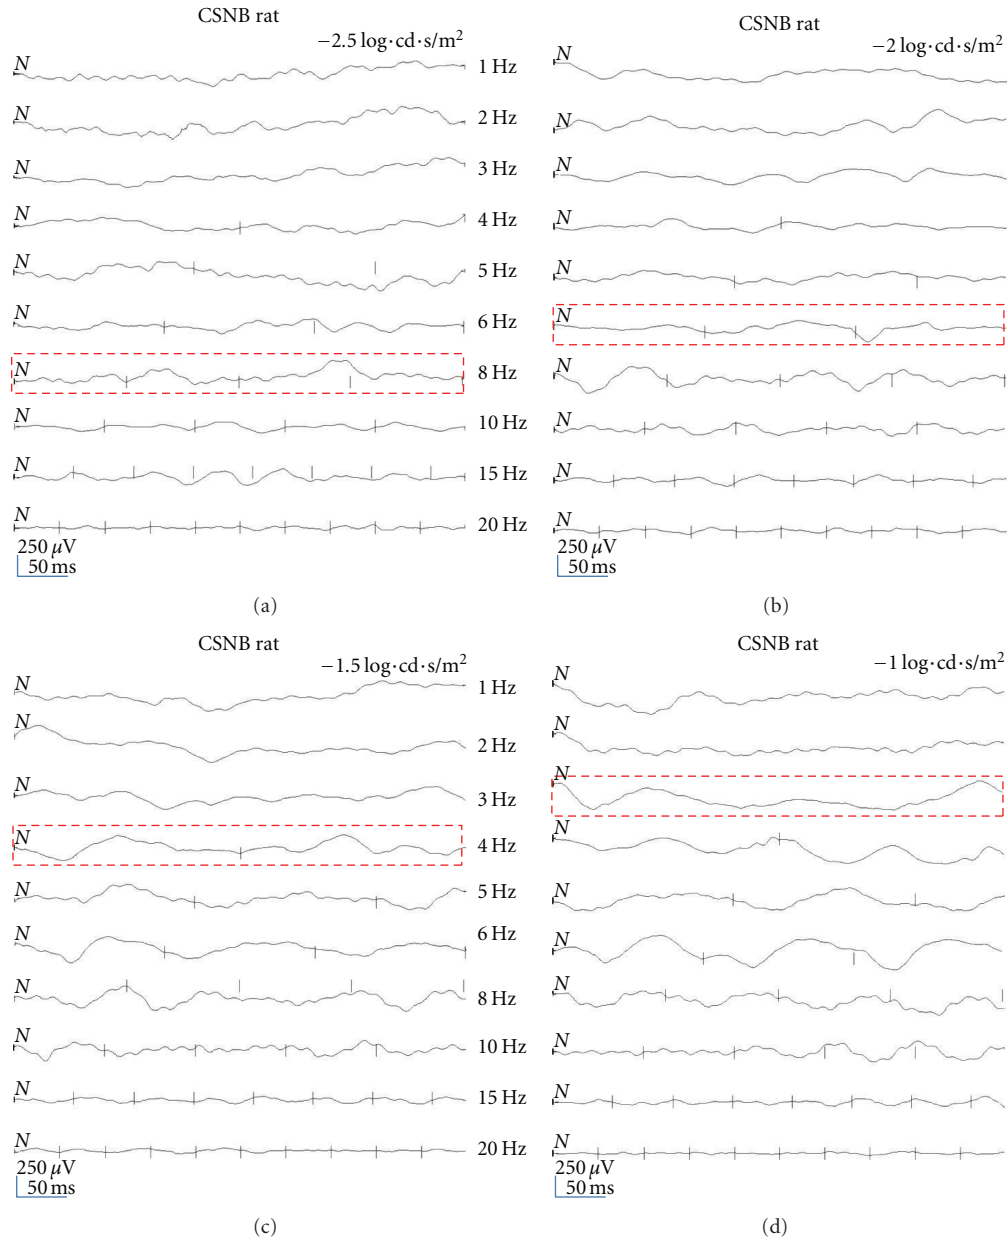 CSNB rat
−2.5 log·cd·s/m²
N 1 Hz
N 2 Hz
N 3 Hz
N 4 Hz
N 5 Hz
N 6 Hz
N 8 Hz
N 10 Hz
N 15 Hz
N 20 Hz
250 μV
50 ms
(a)
CSNB rat
−2 log·cd·s/m²
N
N
N
N
N
N
N
N
N
N
250 μV
50 ms
(b)
CSNB rat
−1.5 log·cd·s/m²
N 1 Hz
N 2 Hz
N 3 Hz
N 4 Hz
N 5 Hz
N 6 Hz
N 8 Hz
N 10 Hz
N 15 Hz
N 20 Hz
250 μV
50 ms
(c)
CSNB rat
−1 log·cd·s/m²
N
N
N
N
N
N
N
N
N
N
250 μV
50 ms
(d)